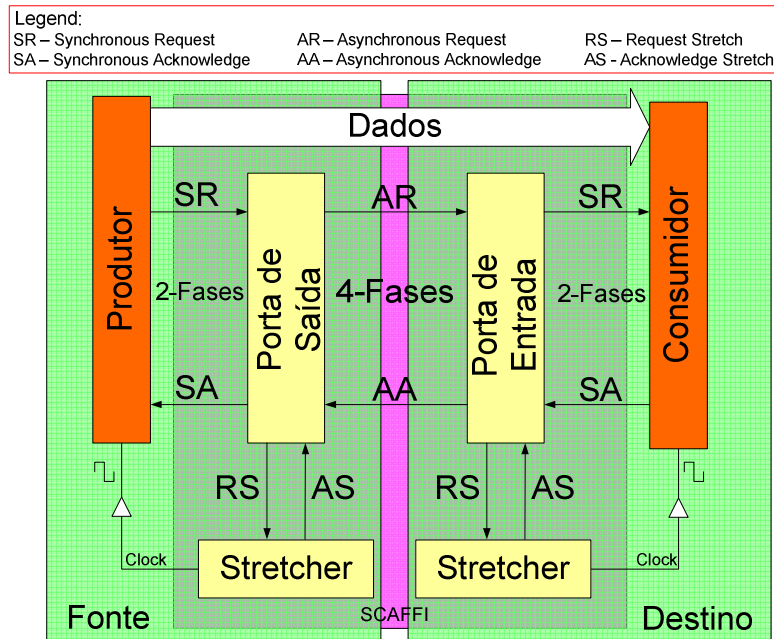 Legend:
SR – Synchronous Request
AR – Asynchronous Request
RS – Request Stretch
SA – Synchronous Acknowledge
AA – Asynchronous Acknowledge
AS - Acknowledge Stretch
Dados
SR
AR
SR
Produtor
2-Fases
Porta de
Saída
4-Fases
Porta de
Entrada
2-Fases
Consumidor
SA
AA
SA
RS
AS
RS
AS
Clock
Stretcher
Stretcher
Clock
Fonte
SCAFFI
Destino